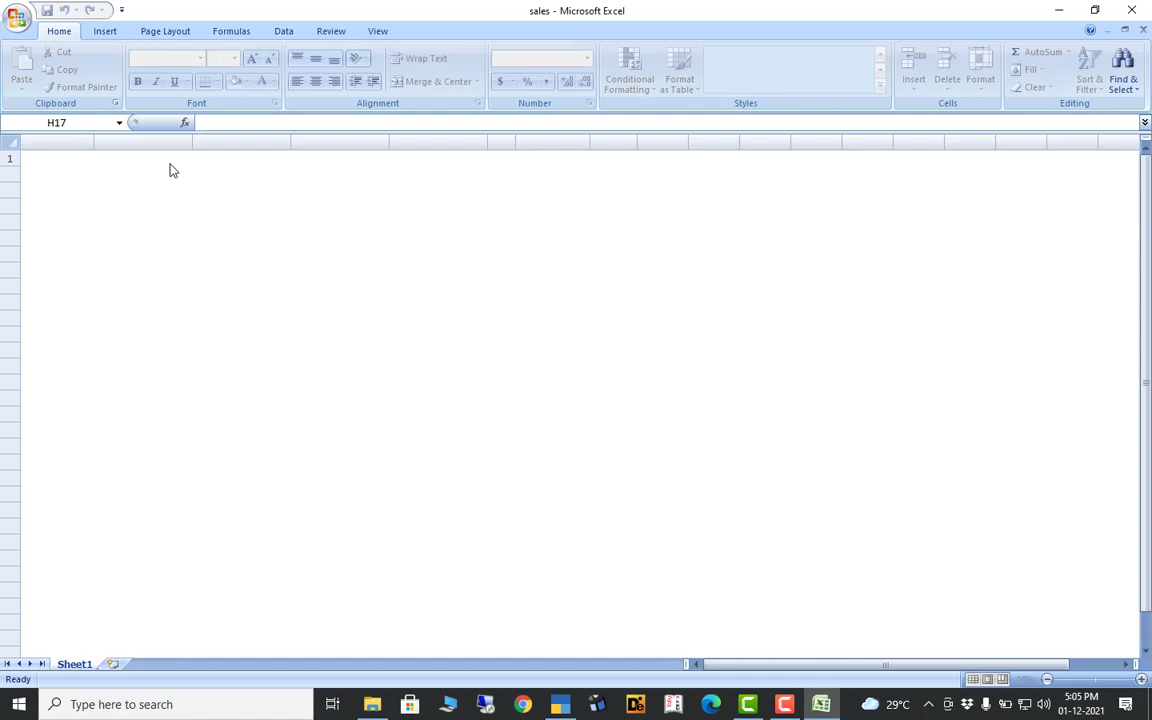 sales - Microsoft Excel
Home Insert Page Layout Formulas Data Review View
Paste
Cut
Copy
Format Painter
Clipboard
B I U
A A
A
Font
Wrap Text
Merge & Center
Alignment
$ % ,
Number
Conditional Formatting
Format as Table
Styles
Insert Delete Format
Cells
Σ AutoSum
Fill
Clear
Sort & Filter
Find & Select
Editing
H17
fx
1
Sheet1
Ready
Type here to search
29°C
5:05 PM
01-12-2021